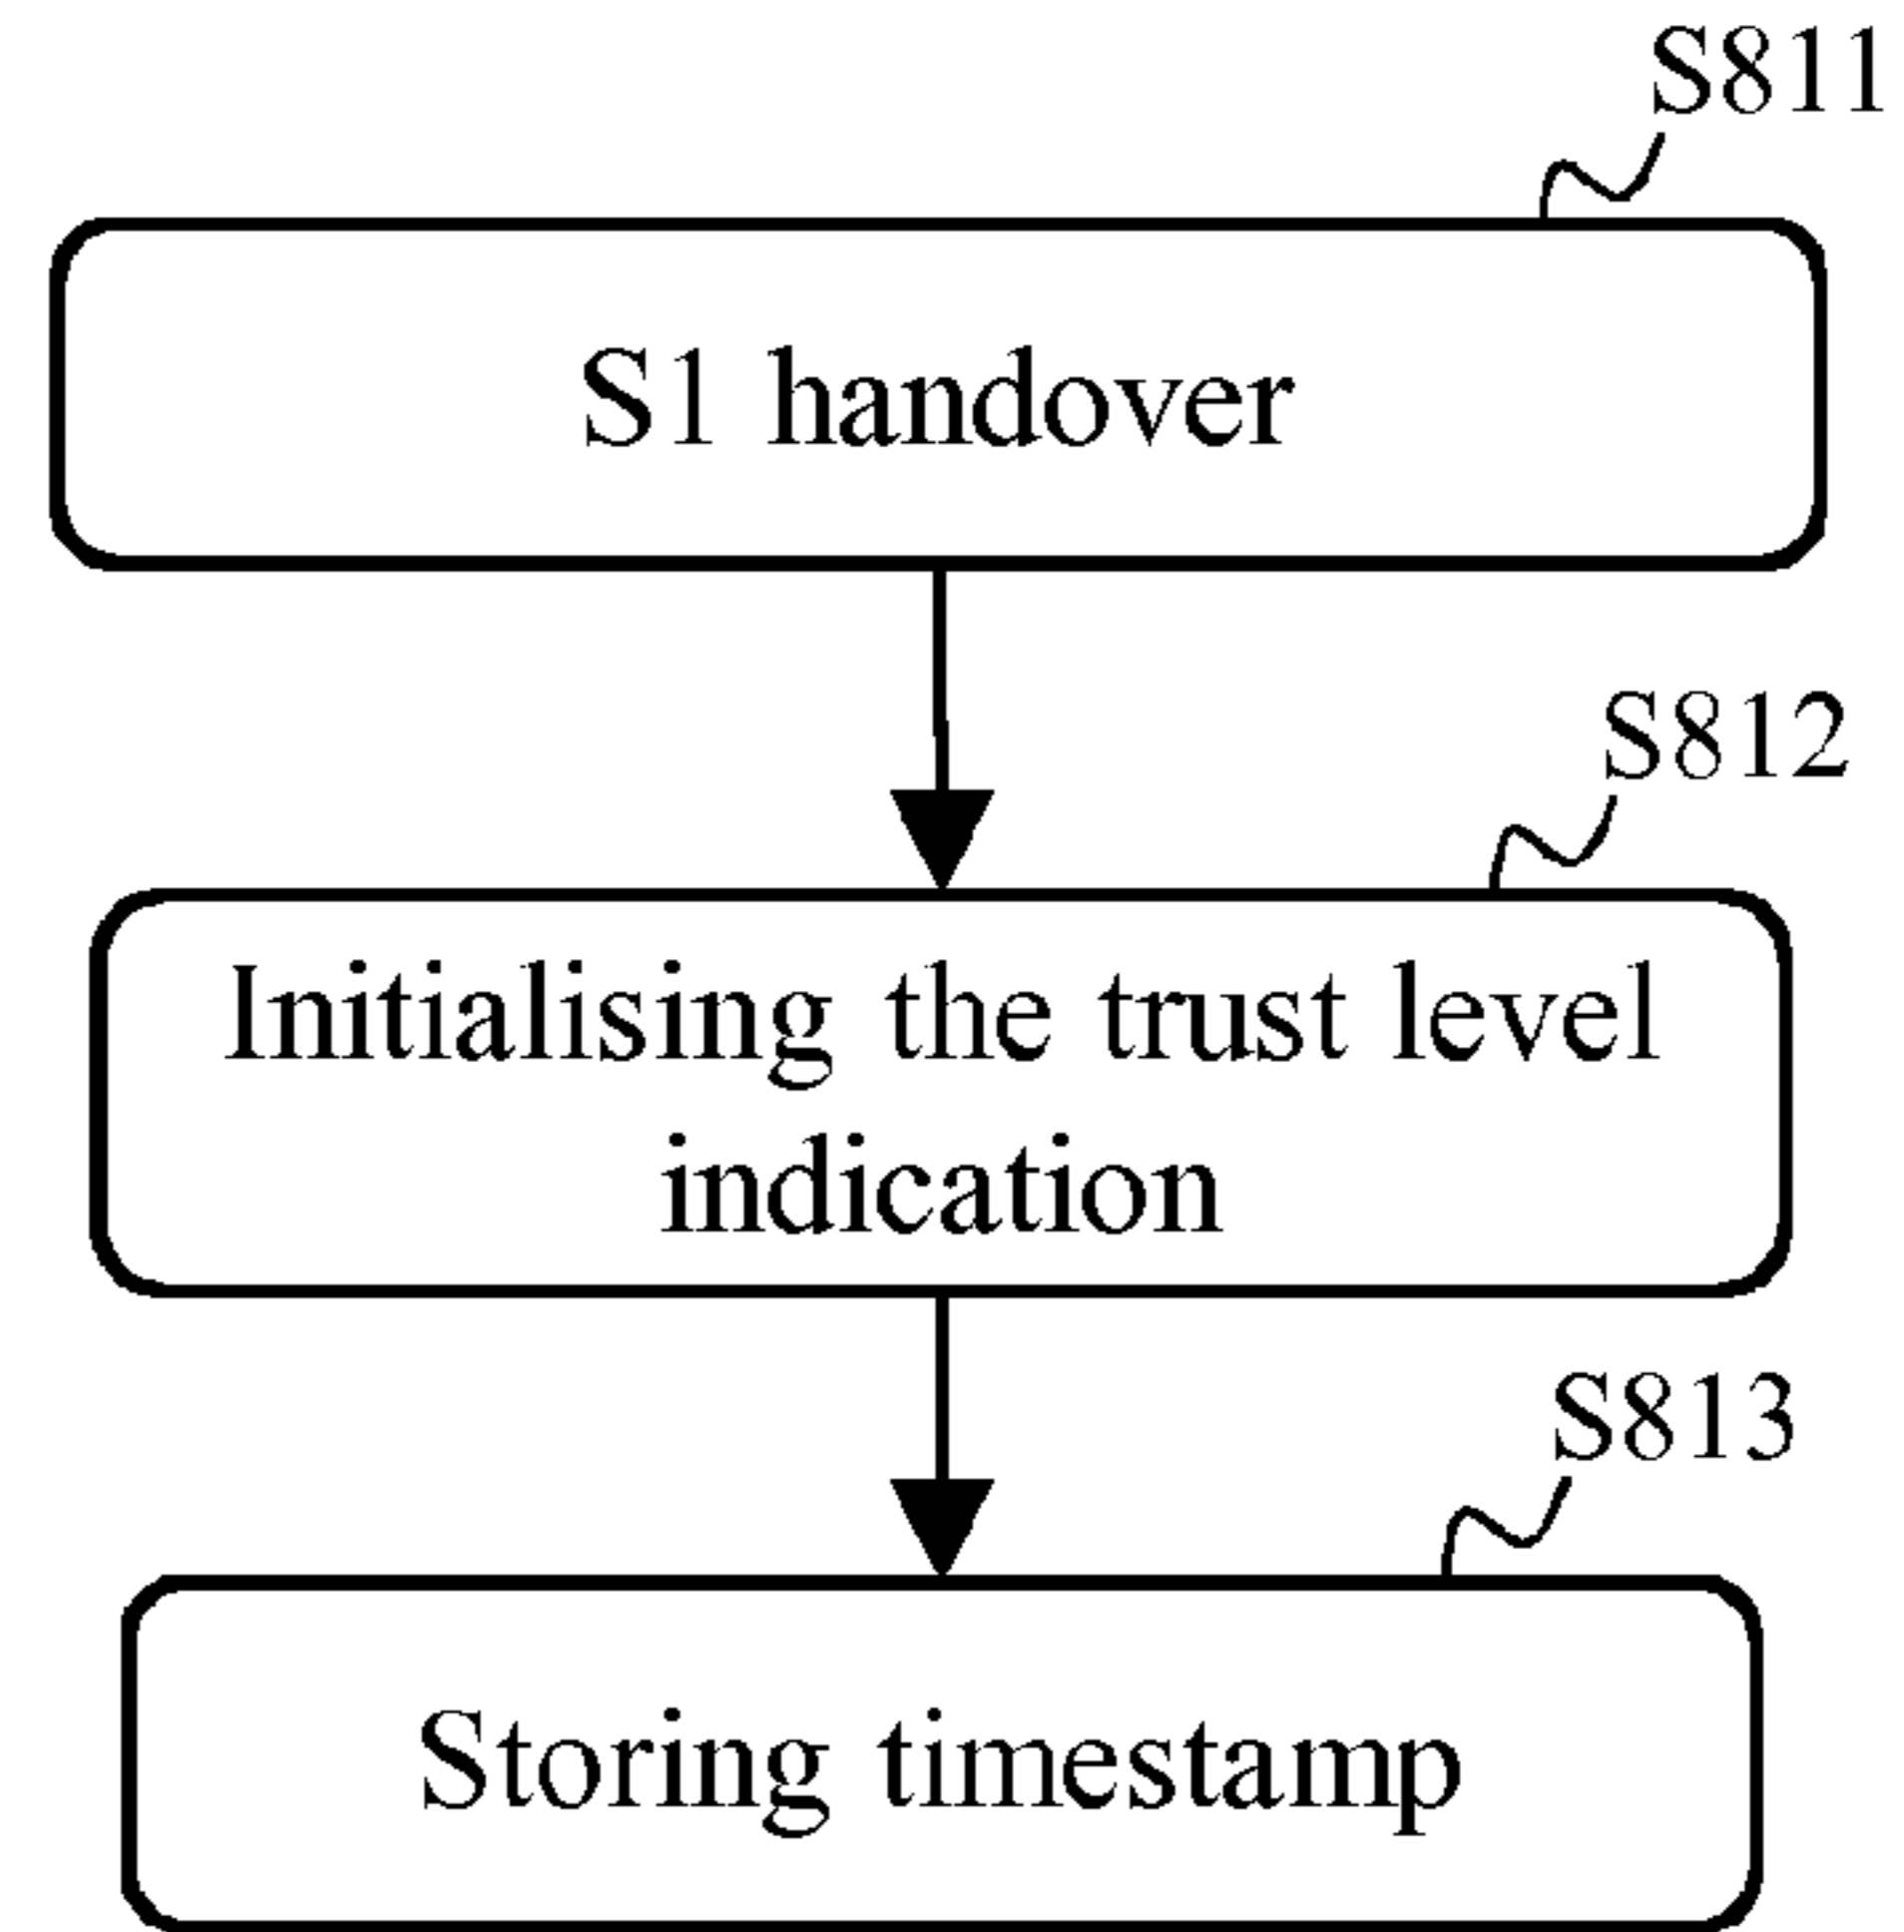 S811
S1 handover
S812
Initialising the trust level
indication
S813
Storing timestamp